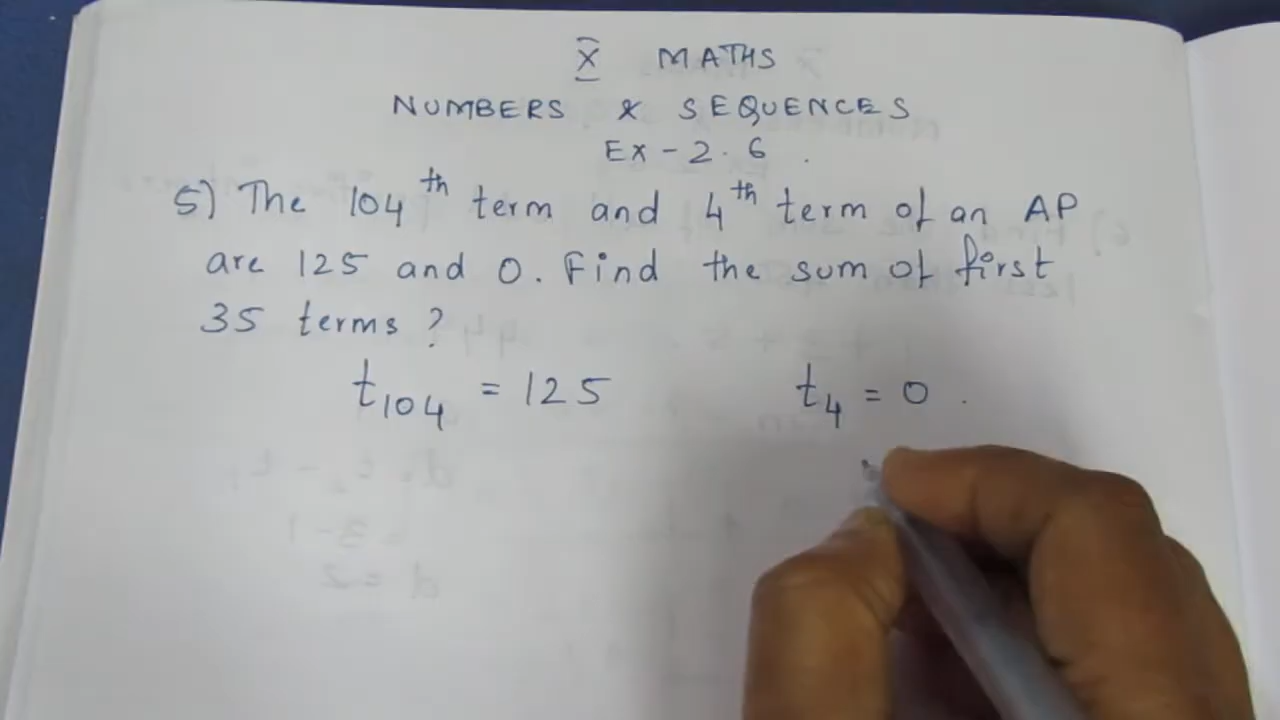 X MATHS
NUMBERS & SEQUENCES
Ex - 2.6.
5) The 104th term and 4th term of an AP
are 125 and 0. Find the sum of first
35 terms?
t104 = 125 t4 = 0.